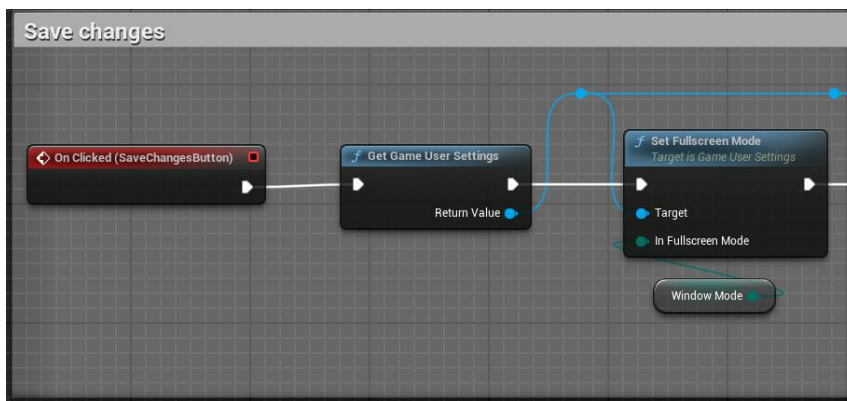 Save changes
On Clicked (SaveChangesButton)
f Get Game User Settings
Return Value
f Set Fullscreen Mode
Target is Game User Settings
Target
In Fullscreen Mode
Window Mode